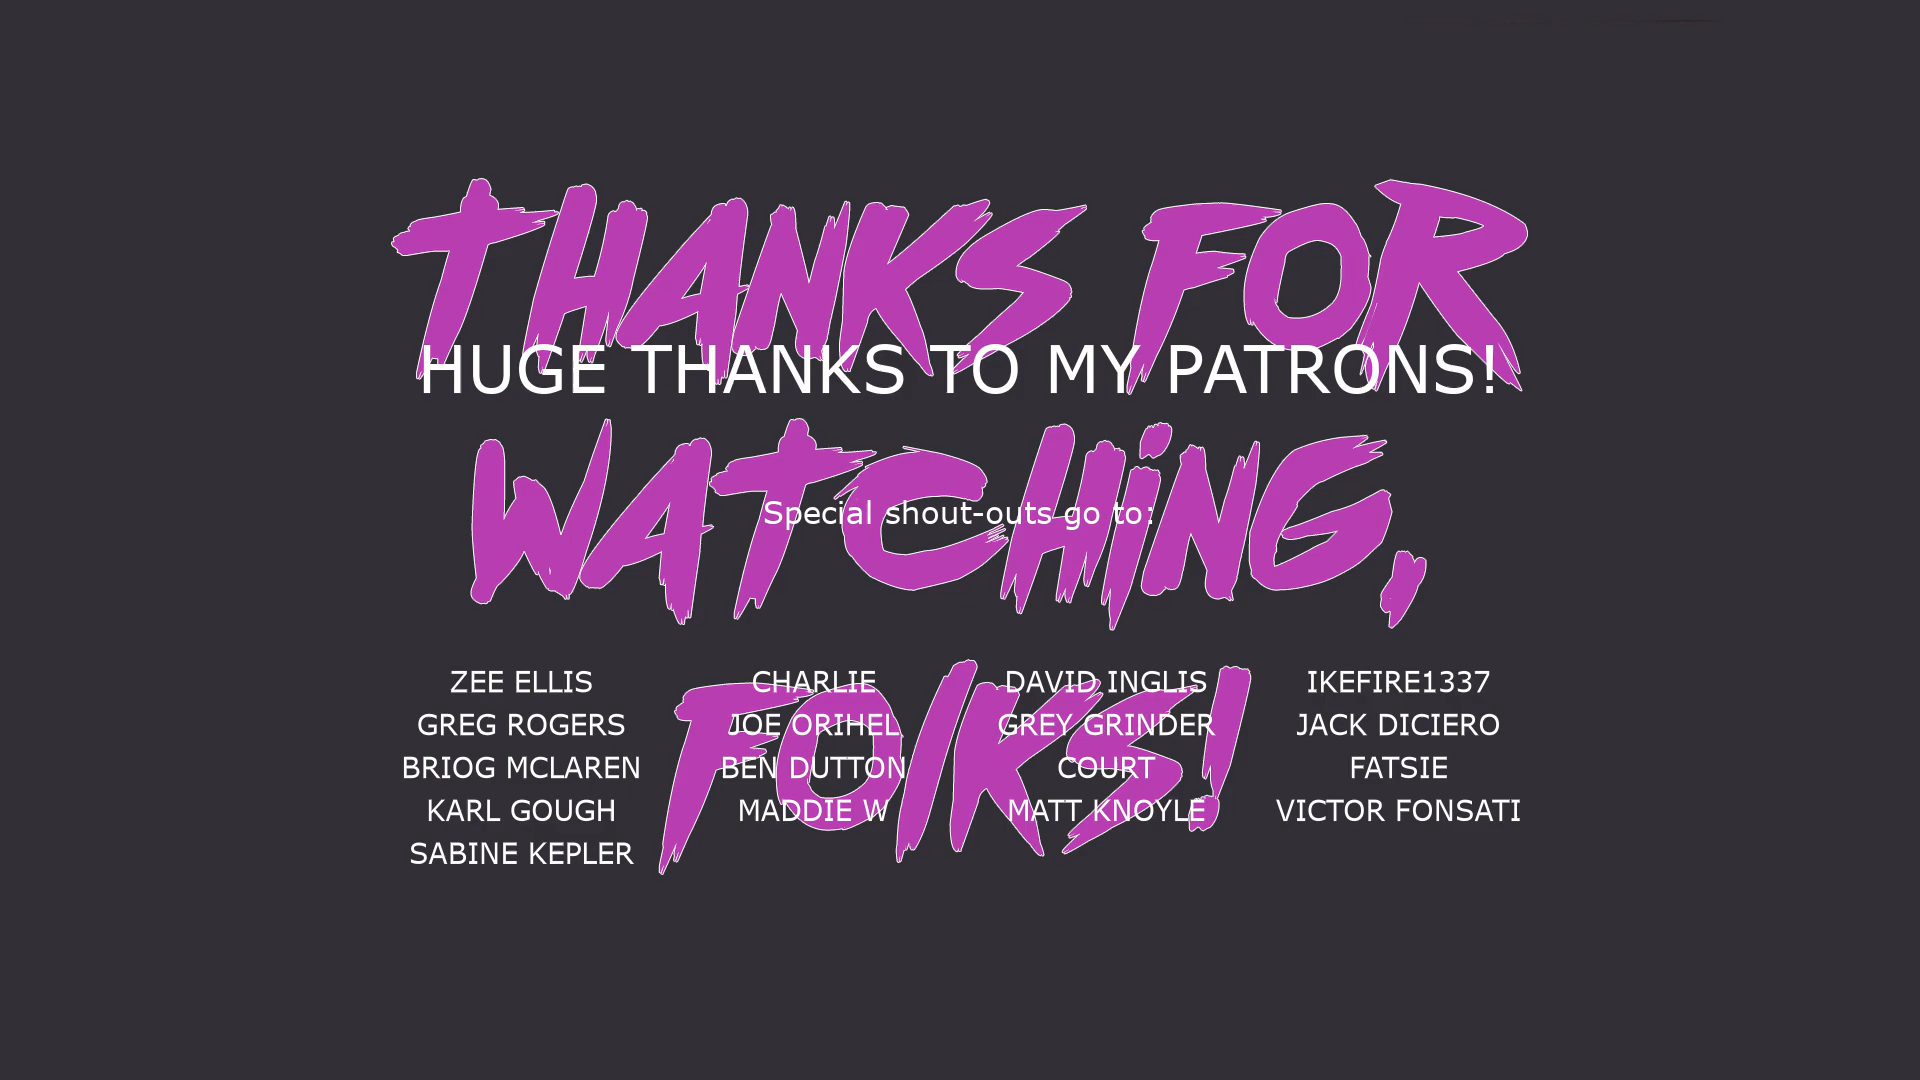 THANKS FOR
HUGE THANKS TO MY PATRONS!
WATCHiNG,
Special shout-outs go to:
FOlKS!
ZEE ELLIS
GREG ROGERS
BRIOG MCLAREN
KARL GOUGH
SABINE KEPLER
CHARLIE
JOE ORIHEL
BEN DUTTON
MADDIE W
DAVID INGLIS
GREY GRINDER
COURT
MATT KNOYLE
IKEFIRE1337
JACK DICIERO
FATSIE
VICTOR FONSATI